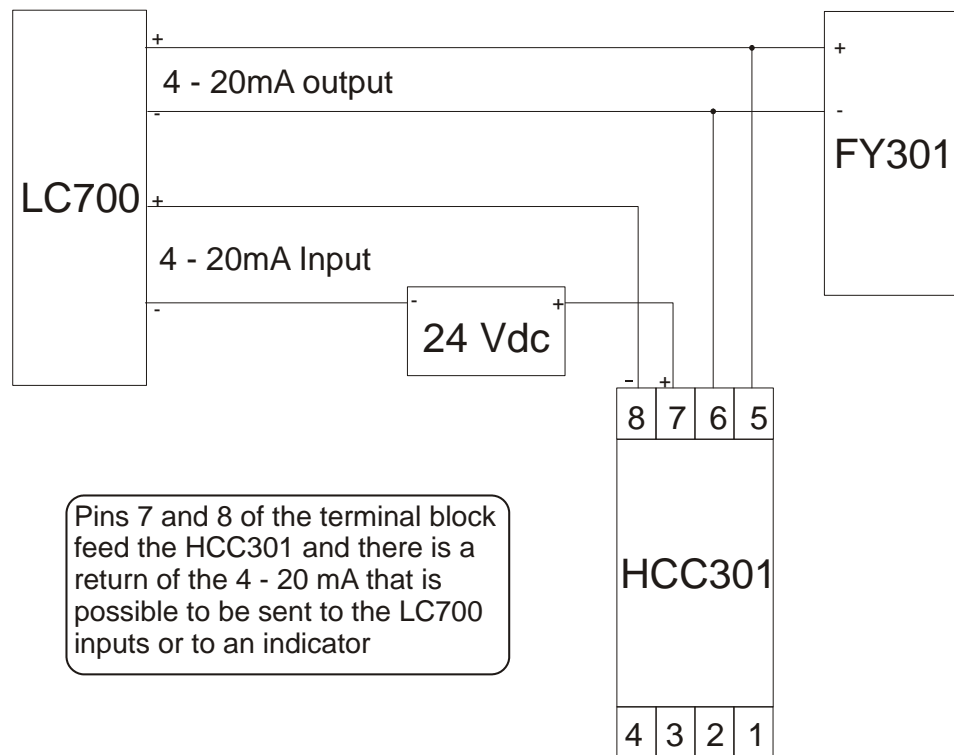 +
+
4 - 20mA output
-
-
FY301
LC700
+
4 - 20mA Input
-
- +
24 Vdc
- +
8 7 6 5
Pins 7 and 8 of the terminal block
feed the HCC301 and there is a
return of the 4 - 20 mA that is
possible to be sent to the LC700
inputs or to an indicator
HCC301
4 3 2 1